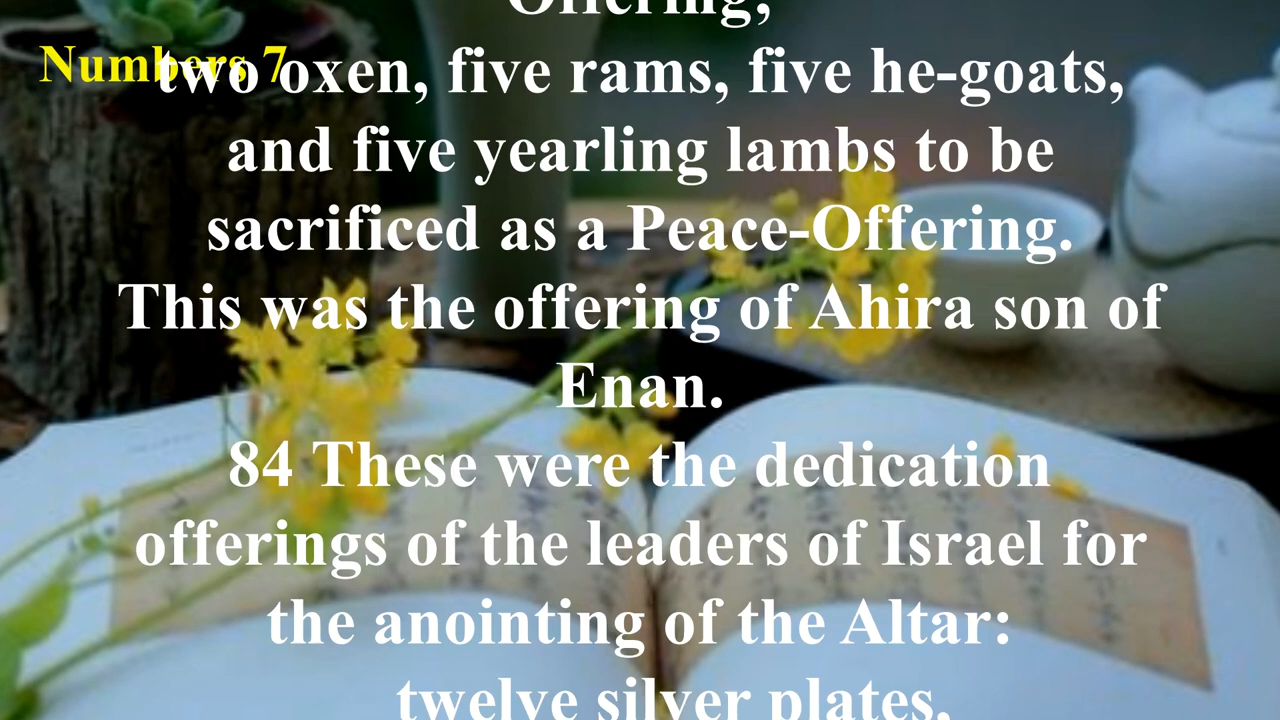 Offering,
Numbers 7
two oxen, five rams, five he-goats,
and five yearling lambs to be
sacrificed as a Peace-Offering.
This was the offering of Ahira son of
Enan.
84 These were the dedication
offerings of the leaders of Israel for
the anointing of the Altar:
twelve silver plates,